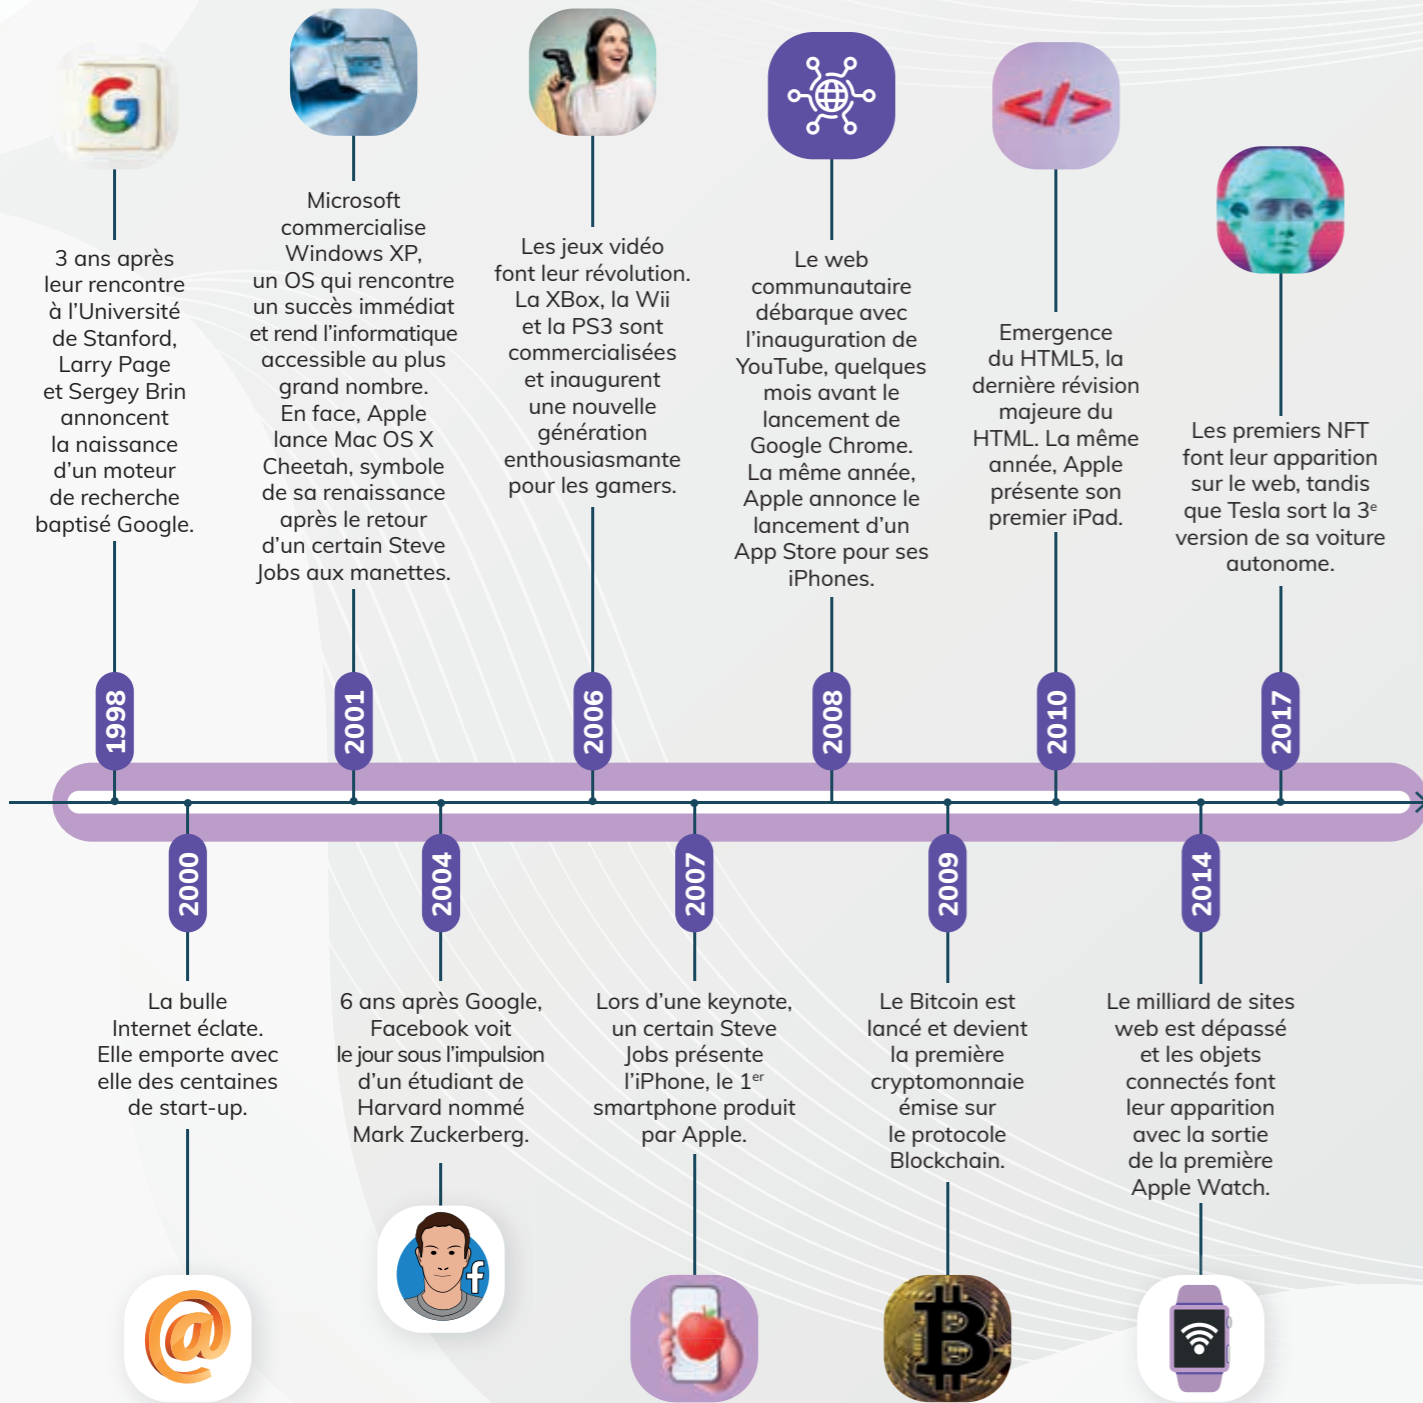 3 ans après
leur rencontre
à l’Université
de Stanford,
Larry Page
et Sergey Brin
annoncent
la naissance
d’un moteur
de recherche
baptisé Google.
1998
Microsoft
commercialise
Windows XP,
un OS qui rencontre
un succès immédiat
et rend l’informatique
accessible au plus
grand nombre.
En face, Apple
lance Mac OS X
Cheetah, symbole
de sa renaissance
après le retour
d’un certain Steve
Jobs aux manettes.
2001
Les jeux vidéo
font leur révolution.
La XBox, la Wii
et la PS3 sont
commercialisées
et inaugurent
une nouvelle
génération
enthousiasmante
pour les gamers.
2006
Le web
communautaire
débarque avec
l’inauguration de
YouTube, quelques
mois avant le
lancement de
Google Chrome.
La même année,
Apple annonce le
lancement d’un
App Store pour ses
iPhones.
2008
Emergence
du HTML5, la
dernière révision
majeure du
HTML. La même
année, Apple
présente son
premier iPad.
2010
Les premiers NFT
font leur apparition
sur le web, tandis
que Tesla sort la 3e
version de sa voiture
autonome.
2017
2000
La bulle
Internet éclate.
Elle emporte avec
elle des centaines
de start-up.
2004
6 ans après Google,
Facebook voit
le jour sous l’impulsion
d’un étudiant de
Harvard nommé
Mark Zuckerberg.
2007
Lors d’une keynote,
un certain Steve
Jobs présente
l’iPhone, le 1er
smartphone produit
par Apple.
2009
Le Bitcoin est
lancé et devient
la première
cryptomonnaie
émise sur
le protocole
Blockchain.
2014
Le milliard de sites
web est dépassé
et les objets
connectés font
leur apparition
avec la sortie
de la première
Apple Watch.